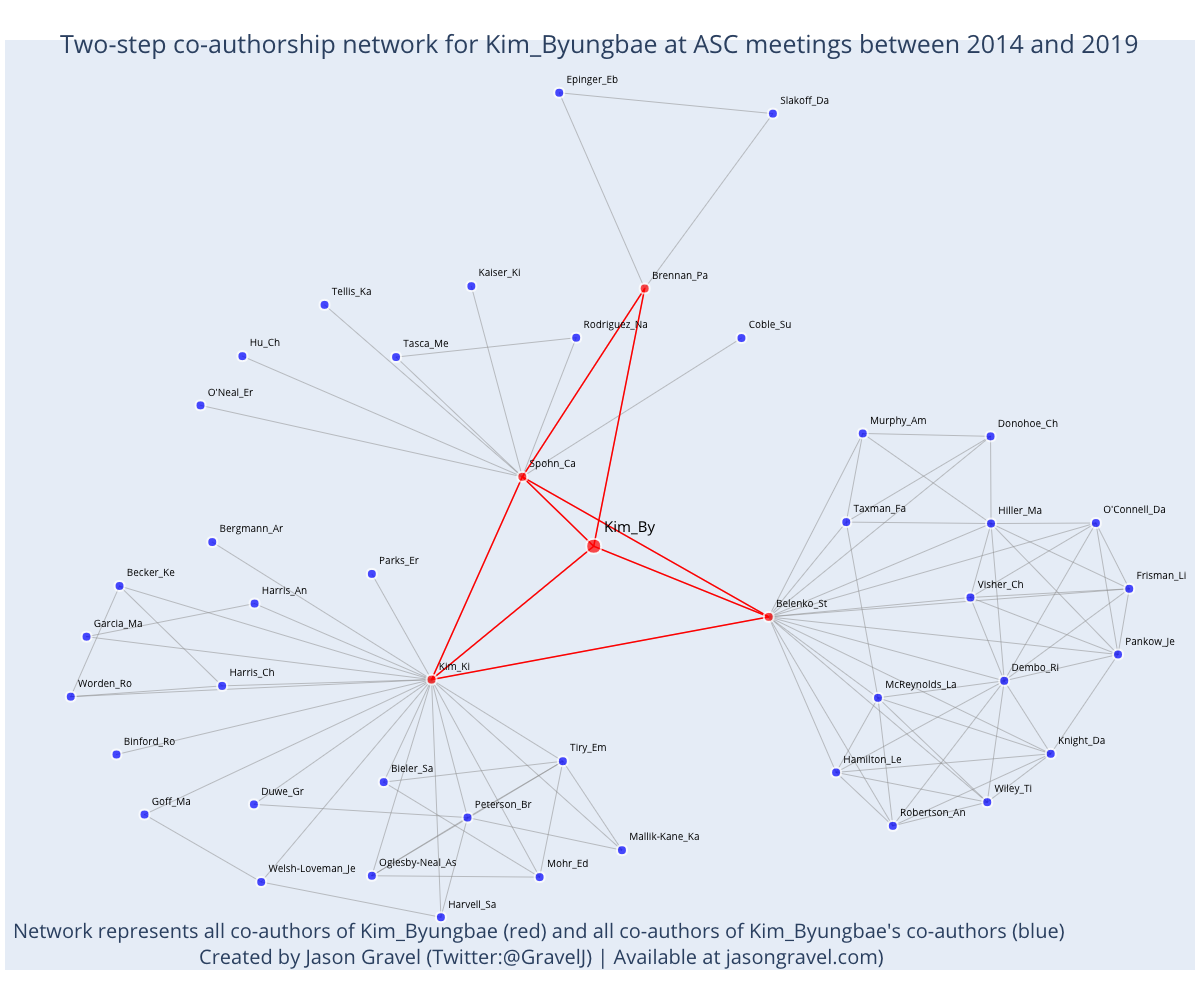 Two-step co-authorship network for Kim_Byungbae at ASC meetings between 2014 and 2019
Epinger_Eb
Slakoff_Da
Kaiser_Ki
Brennan_Pa
Tellis_Ka
Rodriguez_Na
Coble_Su
Hu_Ch
Tasca_Me
O'Neal_Er
Murphy_Am
Donohoe_Ch
Spohn_Ca
Taxman_Fa
Hiller_Ma
O'Connell_Da
Bergmann_Ar
Kim_By
Parks_Er
Becker_Ke
Frisman_Li
Harris_An
Visher_Ch
Belenko_St
Garcia_Ma
Pankow_Je
Kim_Ki
Dembo_Ri
Harris_Ch
Worden_Ro
McReynolds_La
Binford_Ro
Knight_Da
Tiry_Em
Hamilton_Le
Bieler_Sa
Wiley_Ti
Duwe_Gr
Goff_Ma
Peterson_Br
Robertson_An
Mallik-Kane_Ka
Oglesby-Neal_As
Mohr_Ed
Welsh-Loveman_Je
Harvell_Sa
Network represents all co-authors of Kim_Byungbae (red) and all co-authors of Kim_Byungbae's co-authors (blue)
Created by Jason Gravel (Twitter:@GravelJ) | Available at jasongravel.com)